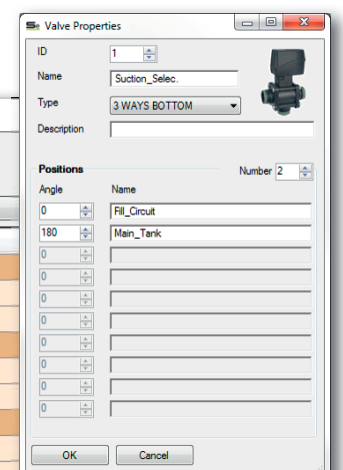 Se Valve Properties
ID 1
Name Suction_Selec.
Type 3 WAYS BOTTOM
Description
Positions Number 2
Angle Name
0 Fill_Circuit
180 Main_Tank
0
0
0
0
0
0
0
0
OK Cancel